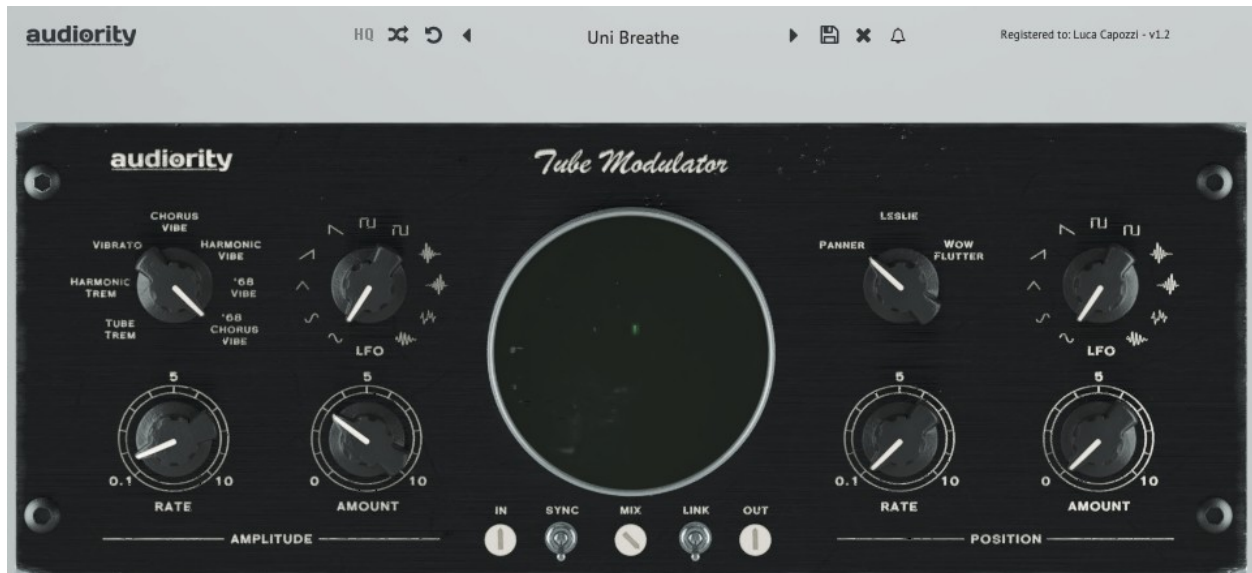 audiority
HQ
Uni Breathe
Registered to: Luca Capozzi - v1.2
audiority
Tube Modulator
CHORUS
VIBE
VIBRATO
HARMONIC
VIBE
HARMONIC
TREM
'68
VIBE
TUBE
TREM
'68
CHORUS
VIBE
LFO
LESLIE
PANNER
WOW
FLUTTER
LFO
5
0.1
10
RATE
5
0
10
AMOUNT
IN
SYNC
MIX
LINK
OUT
5
0.1
10
RATE
5
0
10
AMOUNT
AMPLITUDE
POSITION